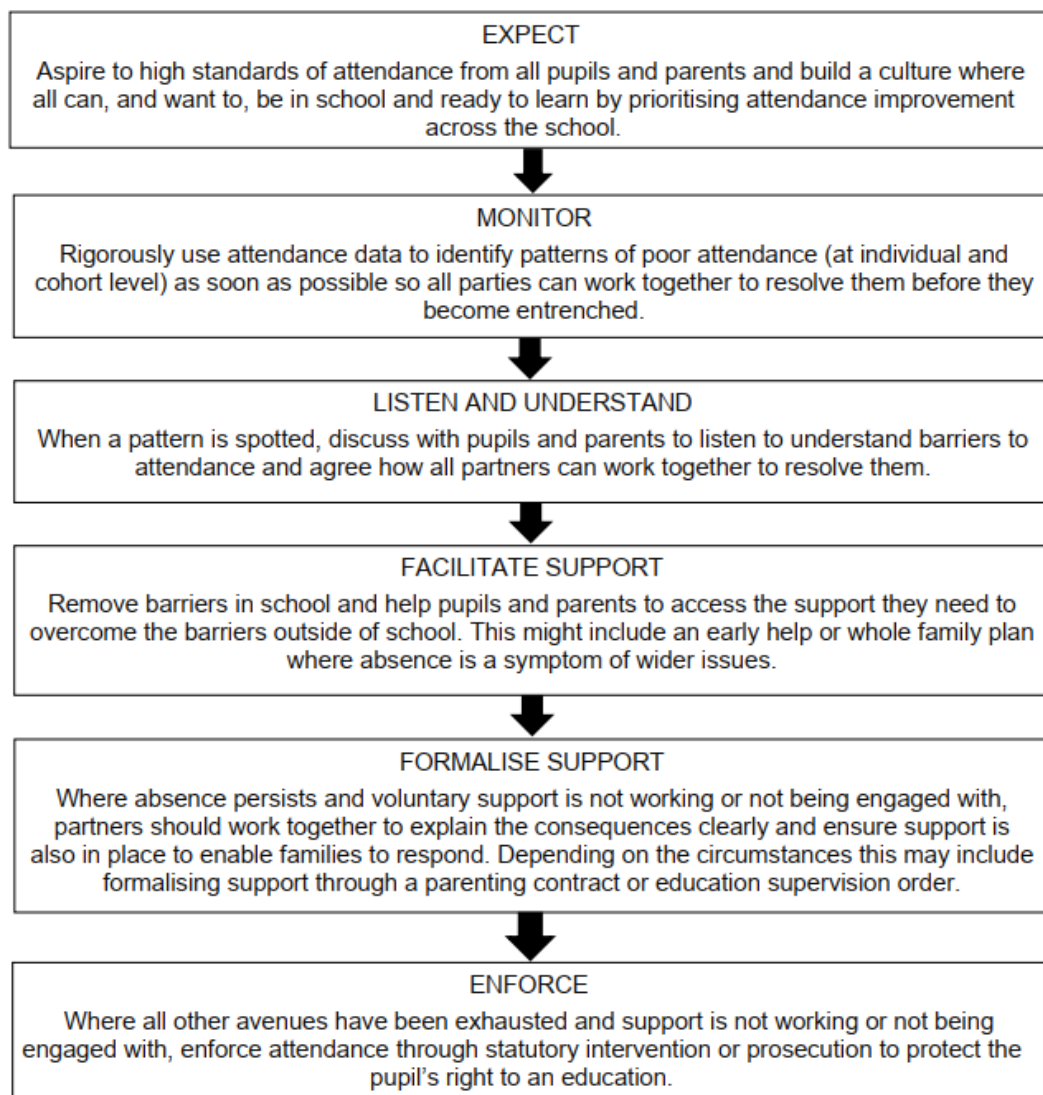 EXPECT
Aspire to high standards of attendance from all pupils and parents and build a culture where
all can, and want to, be in school and ready to learn by prioritising attendance improvement
across the school.
MONITOR
Rigorously use attendance data to identify patterns of poor attendance (at individual and
cohort level) as soon as possible so all parties can work together to resolve them before they
become entrenched.
LISTEN AND UNDERSTAND
When a pattern is spotted, discuss with pupils and parents to listen to understand barriers to
attendance and agree how all partners can work together to resolve them.
FACILITATE SUPPORT
Remove barriers in school and help pupils and parents to access the support they need to
overcome the barriers outside of school. This might include an early help or whole family plan
where absence is a symptom of wider issues.
FORMALISE SUPPORT
Where absence persists and voluntary support is not working or not being engaged with,
partners should work together to explain the consequences clearly and ensure support is
also in place to enable families to respond. Depending on the circumstances this may include
formalising support through a parenting contract or education supervision order.
ENFORCE
Where all other avenues have been exhausted and support is not working or not being
engaged with, enforce attendance through statutory intervention or prosecution to protect the
pupil's right to an education.